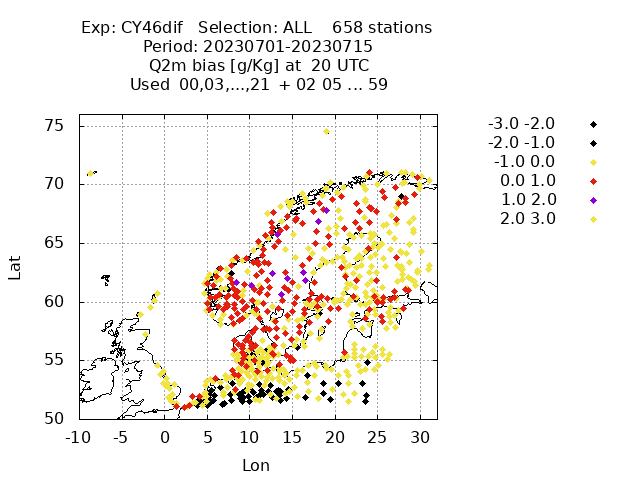 Exp: CY46dif Selection: ALL 658 stations
Period: 20230701-20230715
Q2m bias [g/Kg] at 20 UTC
Used 00,03,...,21 + 02 05 ... 59
75
70
65
60
55
50
Lat
-10 -5 0 5 10 15 20 25 30
Lon
-3.0 -2.0
-2.0 -1.0
-1.0 0.0
0.0 1.0
1.0 2.0
2.0 3.0